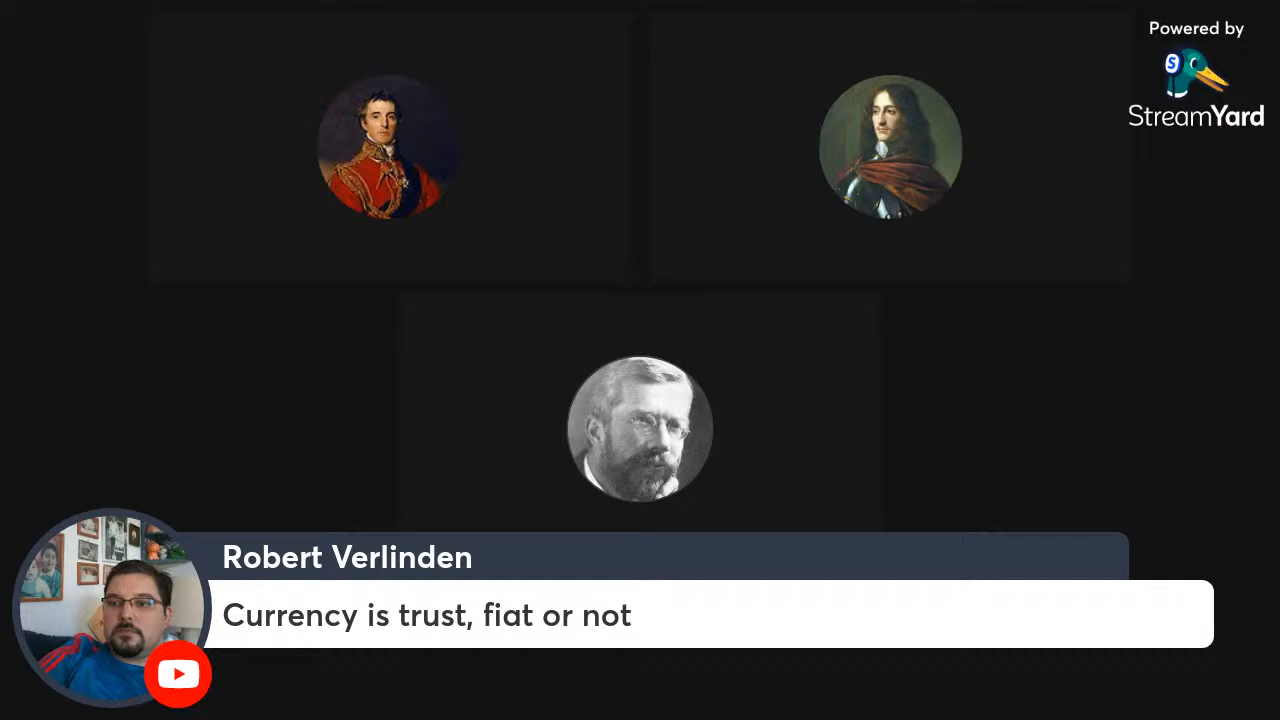 Powered by
StreamYard
Robert Verlinden
Currency is trust, fiat or not